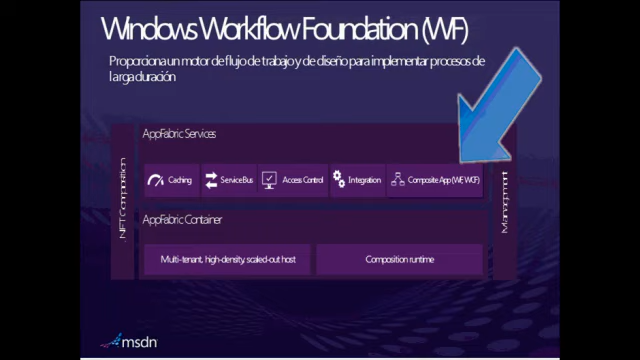 Windows Workflow Foundation (WF)
Proporciona un motor de flujo de trabajo y de diseño para implementar procesos de
larga duración
AppFabric Services
.NET Composition
Caching
Service Bus
Access Control
Integration
Composite App (WF, WCF)
Management
AppFabric Container
Multi-tenant, high-density, scaled-out host
Composition runtime
msdn